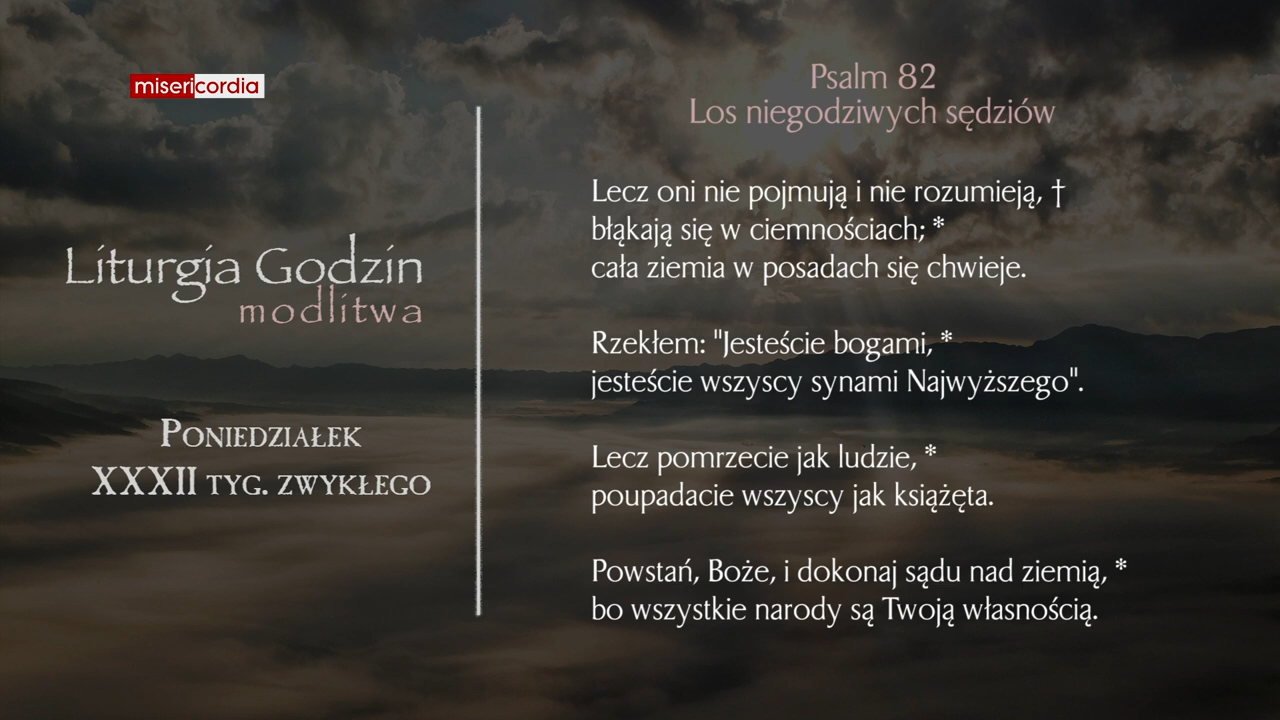 misericordia
Liturgia Godzin
modlitwa
Poniedziałek
XXXII tyg. zwykłego
Psalm 82
Los niegodziwych sędziów
Lecz oni nie pojmują i nie rozumieją, †
błąkają się w ciemnościach; *
cała ziemia w posadach się chwieje.
Rzekłem: "Jesteście bogami, *
jesteście wszyscy synami Najwyższego".
Lecz pomrzecie jak ludzie, *
poupadacie wszyscy jak książęta.
Powstań, Boże, i dokonaj sądu nad ziemią, *
bo wszystkie narody są Twoją własnością.